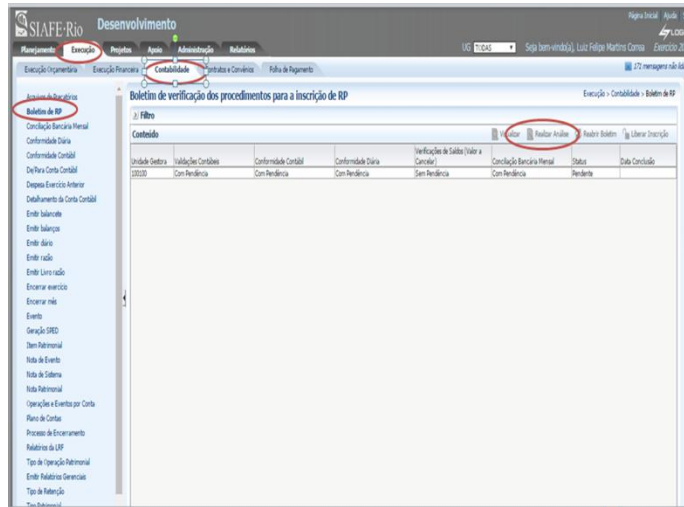 SIAFE-Rio Desenvolvimento
Página Inicial | Ajuda
LOG
Planejamento Execução Projetos Apoio Administração Relatórios
UG TODAS Seja bem-vindo(a), Luiz Felipe Martins Correa Exercício 20
Execução Orçamentária Execução Financeira Contabilidade Contratos e Convênios Folha de Pagamento
171 mensagens não lid
Arquivos de Precatórios
Boletim de RP
Conciliação Bancária Mensal
Conformidade Diária
Conformidade Contábil
De/Para Conta Contábil
Despesa Exercício Anterior
Detalhamento da Conta Contábil
Emitir balancete
Emitir balanços
Emitir diário
Emitir razão
Emitir Livro razão
Encerrar exercício
Encerrar mês
Evento
Geração SPED
Item Patrimonial
Nota de Evento
Nota de Sistema
Nota Patrimonial
Operações e Eventos por Conta
Plano de Contas
Processo de Encerramento
Relatórios da LRF
Tipo de Operação Patrimonial
Emitir Relatórios Gerenciais
Tipo de Retenção
Tipo Patrimonial
Boletim de verificação dos procedimentos para a inscrição de RP
Execução > Contabilidade > Boletim de RP
Filtro
Conteúdo
Visualizar Realizar Análise Reabrir Boletim Liberar Inscrição
Unidade Gestora Validações Contábeis Conformidade Contábil Conformidade Diária Verificações de Saldos (Valor a Cancelar) Conciliação Bancária Mensal Status Data Conclusão
100100 Com Pendência Com Pendência Com Pendência Sem Pendência Com Pendência Pendente